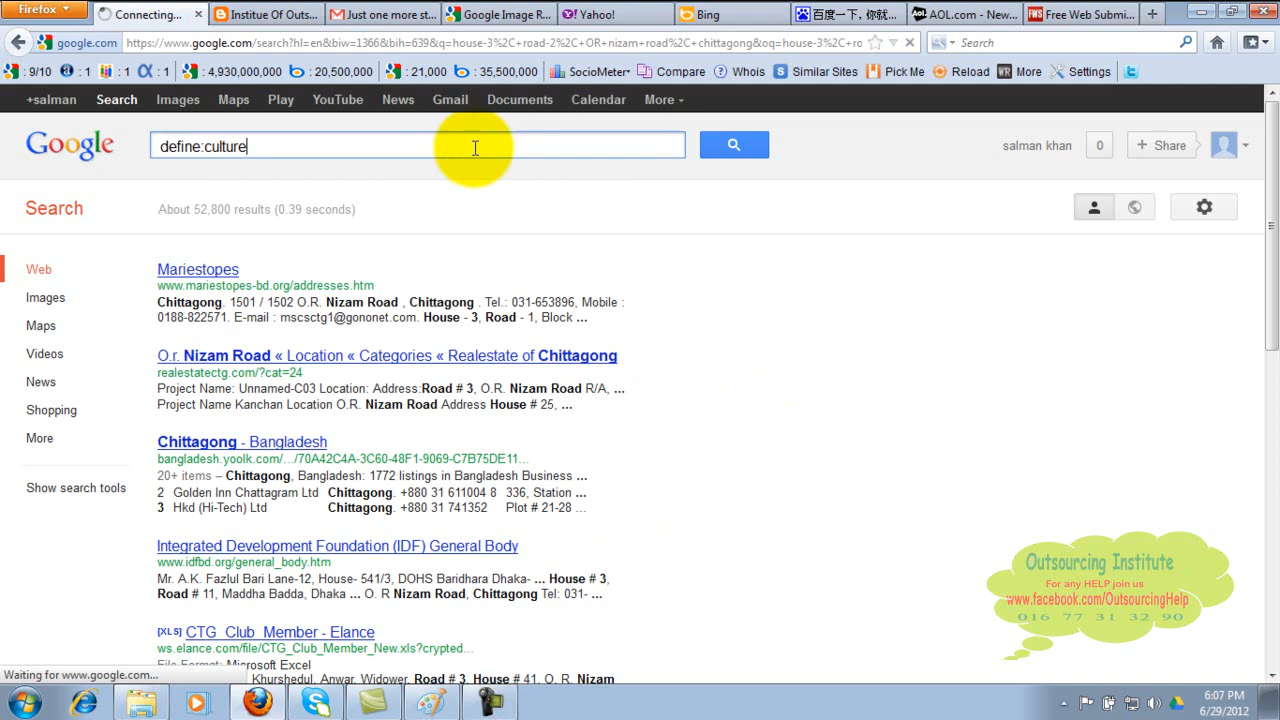 Firefox
Connecting...
Institue Of Outs...
Just one more st...
Google Image R...
Yahoo!
Bing
百度一下，你就...
AOL.com - New...
Free Web Submi...
google.com
https://www.google.com/search?hl=en&biw=1366&bih=639&q=house-3%2C+road-2%2C+OR+nizam+road%2C+chittagong&oq=house-3%2C+ro
Search
: 9/10
: 1
: 1
: 1
: 4,930,000,000
: 20,500,000
: 21,000
: 35,500,000
SocioMeter
Compare
Whois
Similar Sites
Pick Me
Reload
More
Settings
+salman
Search
Images
Maps
Play
YouTube
News
Gmail
Documents
Calendar
More
Google
define:culture
salman khan
0
+ Share
Search
About 52,800 results (0.39 seconds)
Web
Images
Maps
Videos
News
Shopping
More
Show search tools
Mariestopes
www.mariestopes-bd.org/addresses.htm
Chittagong. 1501 / 1502 O.R. Nizam Road , Chittagong . Tel.: 031-653896, Mobile :
0188-822571. E-mail : mscsctg1@gononet.com. House - 3, Road - 1, Block ...
O.r. Nizam Road « Location « Categories « Realestate of Chittagong
realestatectg.com/?cat=24
Project Name: Unnamed-C03 Location: Address:Road # 3, O.R. Nizam Road R/A, ...
Project Name Kanchan Location O.R. Nizam Road Address House # 25, ...
Chittagong - Bangladesh
bangladesh.yoolk.com/.../70A42C4A-3C60-48F1-9069-C7B75DE11...
20+ items – Chittagong, Bangladesh: 1772 listings in Bangladesh Business ...
2 Golden Inn Chattagram Ltd Chittagong. +880 31 611004 8 336, Station ...
3 Hkd (Hi-Tech) Ltd Chittagong. +880 31 741352 Plot # 21-28 ...
Integrated Development Foundation (IDF) General Body
www.idfbd.org/general_body.htm
Mr. A.K. Fazlul Bari Lane-12, House- 541/3, DOHS Baridhara Dhaka- ... House # 3,
Road # 11, Maddha Badda, Dhaka ... O. R Nizam Road, Chittagong Tel: 031- ...
[XLS] CTG_Club_Member - Elance
ws.elance.com/file/CTG_Club_Member_New.xls?crypted...
File Format: Microsoft Excel
Khurshedul, Anwar, Widower, Road # 3, House # 41, O. R. Nizam
Outsourcing Institute
For any HELP join us
www.facebook.com/OutsourcingHelp
016 77 31 32 90
Waiting for www.google.com...
6:07 PM
6/29/2012